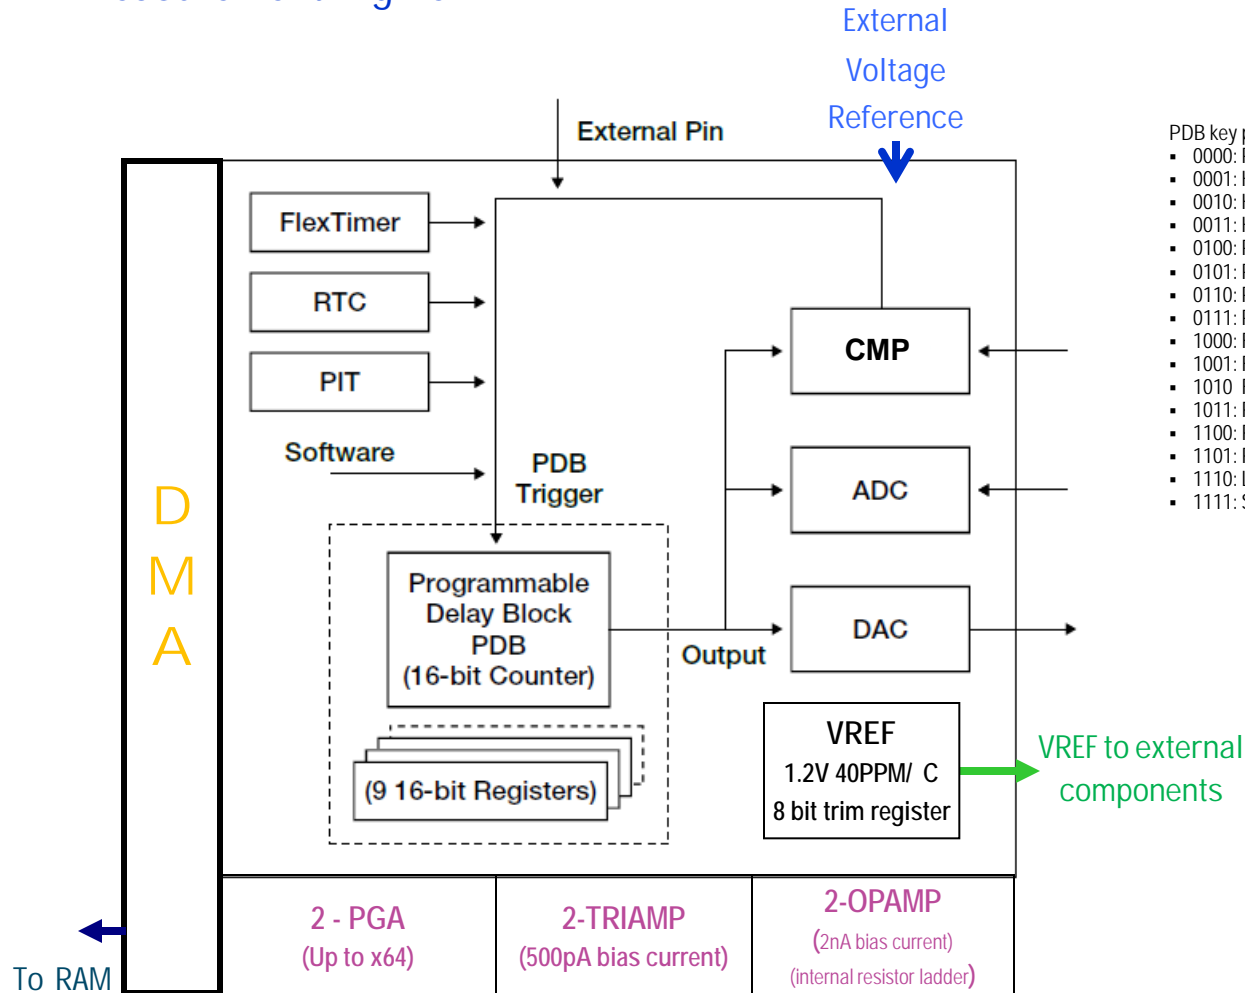 External
Voltage
Reference
External Pin
FlexTimer
RTC
PIT
Software
PDB
Trigger
CMP
ADC
DAC
D
M
A
Programmable
Delay Block
PDB
(16-bit Counter)
Output
(9 16-bit Registers)
VREF
1.2V 40PPM/ C
8 bit trim register
VREF to external
components
2 - PGA
(Up to x64)
2-TRIAMP
(500pA bias current)
2-OPAMP
(2nA bias current)
(internal resistor ladder)
To RAM
PDB key
▪ 0000:
▪ 0001:
▪ 0010:
▪ 0011:
▪ 0100:
▪ 0101:
▪ 0110:
▪ 0111:
▪ 1000:
▪ 1001:
▪ 1010
▪ 1011:
▪ 1100:
▪ 1101:
▪ 1110:
▪ 1111: